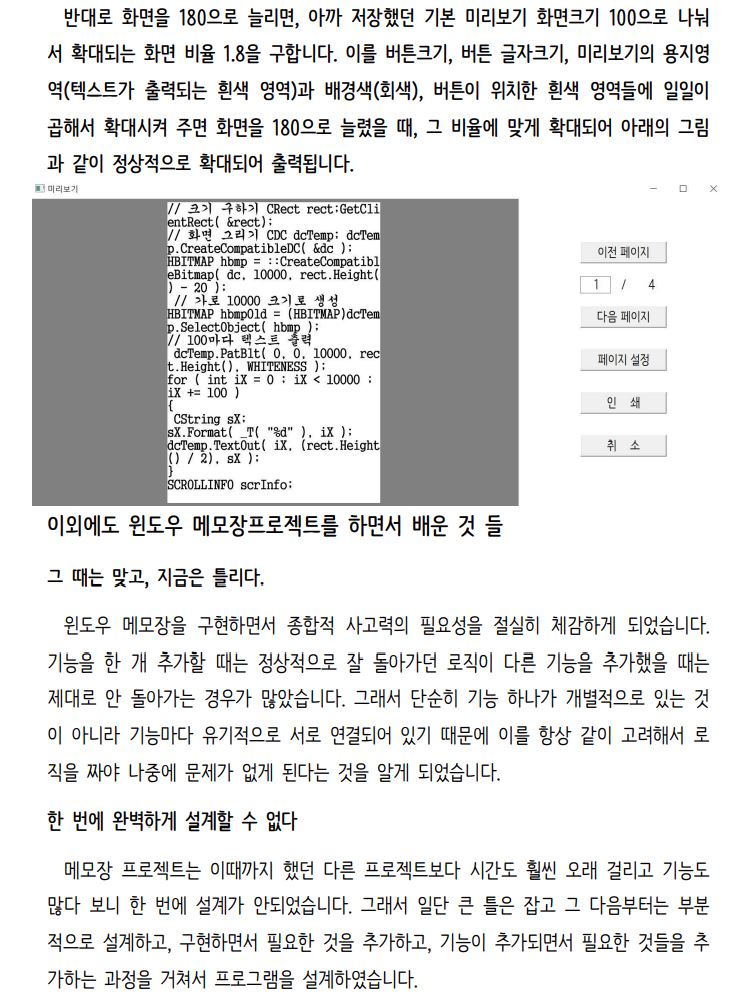 반대로 화면을 180으로 늘리면, 아까 저장했던 기본 미리보기 화면크기 100으로 나눠
서 확대되는 화면 비율 1.8을 구합니다. 이를 버튼크기, 버튼 글자크기, 미리보기의 용지영
역(텍스트가 출력되는 흰색 영역)과 배경색(회색), 버튼이 위치한 흰색 영역들에 일일이
곱해서 확대시켜 주면 화면을 180으로 늘렸을 때, 그 비율에 맞게 확대되어 아래의 그림
과 같이 정상적으로 확대되어 출력됩니다.
미리보기
// 크기 구하기 CRect rect;GetCli
entRect( &rect);
// 화면 그리기 CDC dcTemp; dcTem
p.CreateCompatibleDC( &dc );
HBITMAP hbmp = ::CreateCompatibl
eBitmap( dc, 10000, rect.Height(
) - 20 );
// 가로 10000 크기로 생성
HBITMAP hbmpOld = (HBITMAP)dcTem
p.SelectObject( hbmp );
// 100마다 텍스트 출력
dcTemp.PatBlt( 0, 0, 10000, rec
t.Height(), WHITENESS );
for ( int iX = 0 ; iX < 10000 ;
iX += 100 )
{
CString sX;
sX.Format( _T( "%d" ), iX );
dcTemp.TextOut( iX, (rect.Height
() / 2), sX );
}
SCROLLINFO scrInfo;
이전 페이지
1 / 4
다음 페이지
페이지 설정
인 쇄
취 소
이외에도 윈도우 메모장프로젝트를 하면서 배운 것 들
그 때는 맞고, 지금은 틀리다.
윈도우 메모장을 구현하면서 종합적 사고력의 필요성을 절실히 체감하게 되었습니다.
기능을 한 개 추가할 때는 정상적으로 잘 돌아가던 로직이 다른 기능을 추가했을 때는
제대로 안 돌아가는 경우가 많았습니다. 그래서 단순히 기능 하나가 개별적으로 있는 것
이 아니라 기능마다 유기적으로 서로 연결되어 있기 때문에 이를 항상 같이 고려해서 로
직을 짜야 나중에 문제가 없게 된다는 것을 알게 되었습니다.
한 번에 완벽하게 설계할 수 없다
메모장 프로젝트는 이때까지 했던 다른 프로젝트보다 시간도 훨씬 오래 걸리고 기능도
많다 보니 한 번에 설계가 안되었습니다. 그래서 일단 큰 틀은 잡고 그 다음부터는 부분
적으로 설계하고, 구현하면서 필요한 것을 추가하고, 기능이 추가되면서 필요한 것들을 추
가하는 과정을 거쳐서 프로그램을 설계하였습니다.